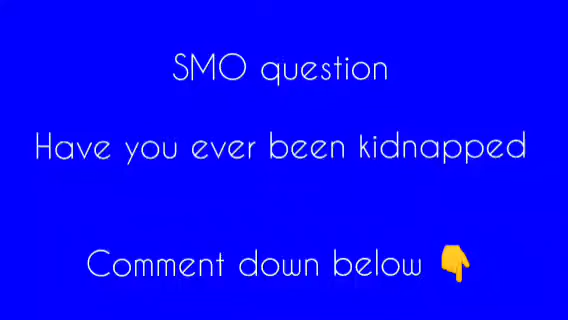 SMO question
Have you ever been kidnapped
Comment down below 👇